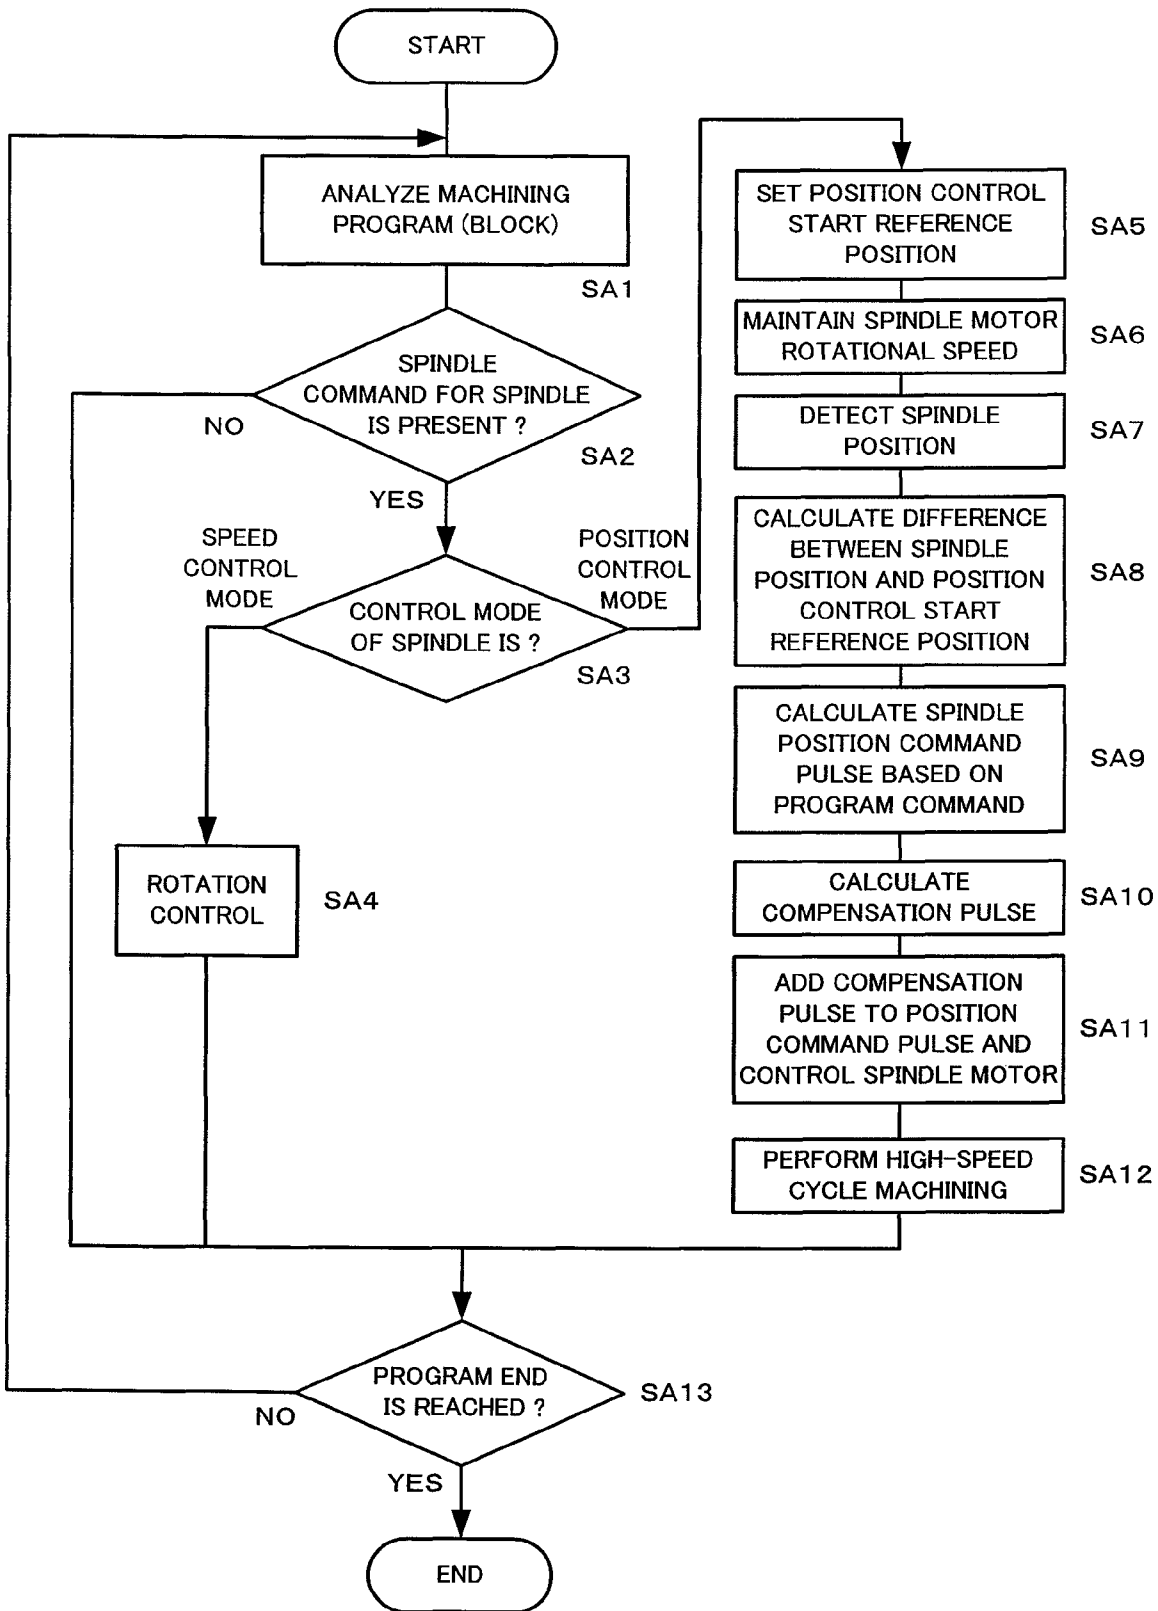 START
ANALYZE MACHINING
PROGRAM (BLOCK)
SA1
SPINDLE
COMMAND FOR SPINDLE
IS PRESENT ?
SA2
NO
YES
SPEED
CONTROL
MODE
POSITION
CONTROL
MODE
CONTROL MODE
OF SPINDLE IS ?
SA3
ROTATION
CONTROL
SA4
SET POSITION CONTROL
START REFERENCE
POSITION
SA5
MAINTAIN SPINDLE MOTOR
ROTATIONAL SPEED
SA6
DETECT SPINDLE
POSITION
SA7
CALCULATE DIFFERENCE
BETWEEN SPINDLE
POSITION AND POSITION
CONTROL START
REFERENCE POSITION
SA8
CALCULATE SPINDLE
POSITION COMMAND
PULSE BASED ON
PROGRAM COMMAND
SA9
CALCULATE
COMPENSATION PULSE
SA10
ADD COMPENSATION
PULSE TO POSITION
COMMAND PULSE AND
CONTROL SPINDLE MOTOR
SA11
PERFORM HIGH-SPEED
CYCLE MACHINING
SA12
PROGRAM END
IS REACHED ?
SA13
NO
YES
END